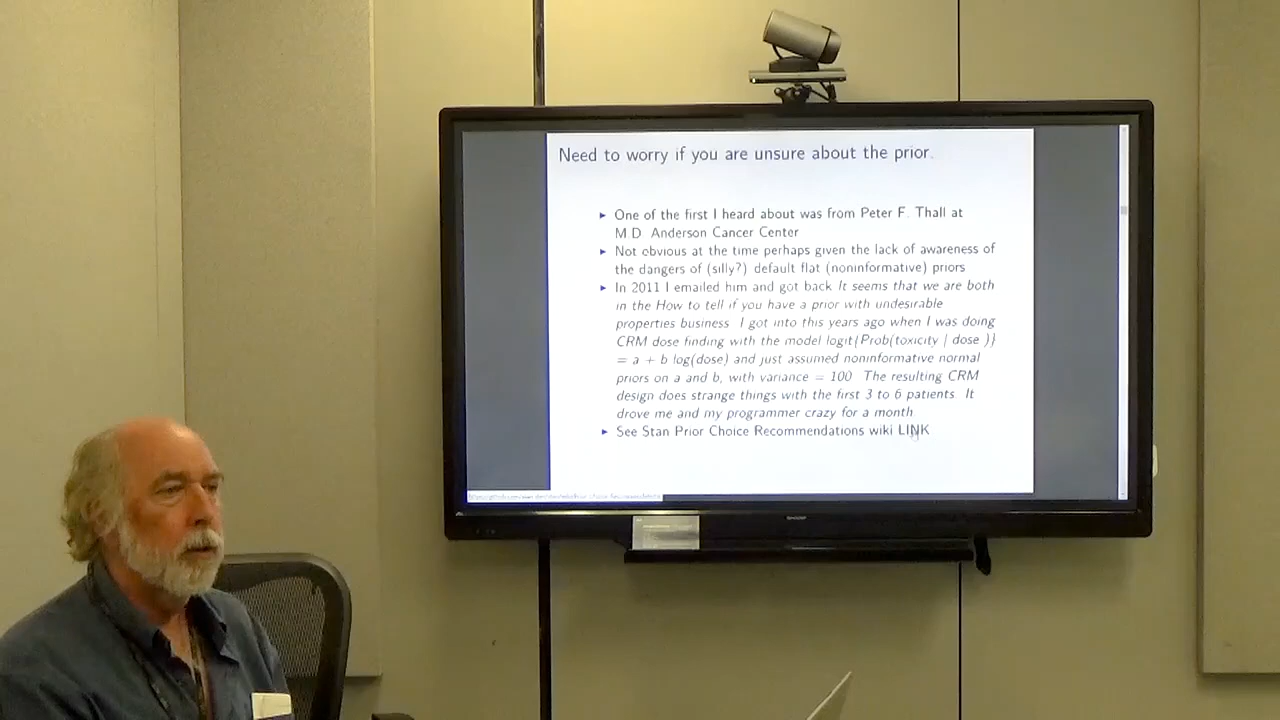 Need to worry if you are unsure about the prior.
▸ One of the first I heard about was from Peter F. Thall at
M.D. Anderson Cancer Center
▸ Not obvious at the time perhaps given the lack of awareness of
the dangers of (silly?) default flat (noninformative) priors
▸ In 2011 I emailed him and got back It seems that we are both
in the How to tell if you have a prior with undesirable
properties business. I got into this years ago when I was doing
CRM dose finding with the model logit{Prob(toxicity | dose )}
= a + b log(dose) and just assumed noninformative normal
priors on a and b, with variance = 100. The resulting CRM
design does strange things with the first 3 to 6 patients. It
drove me and my programmer crazy for a month.
▸ See Stan Prior Choice Recommendations wiki LINK
SHARP